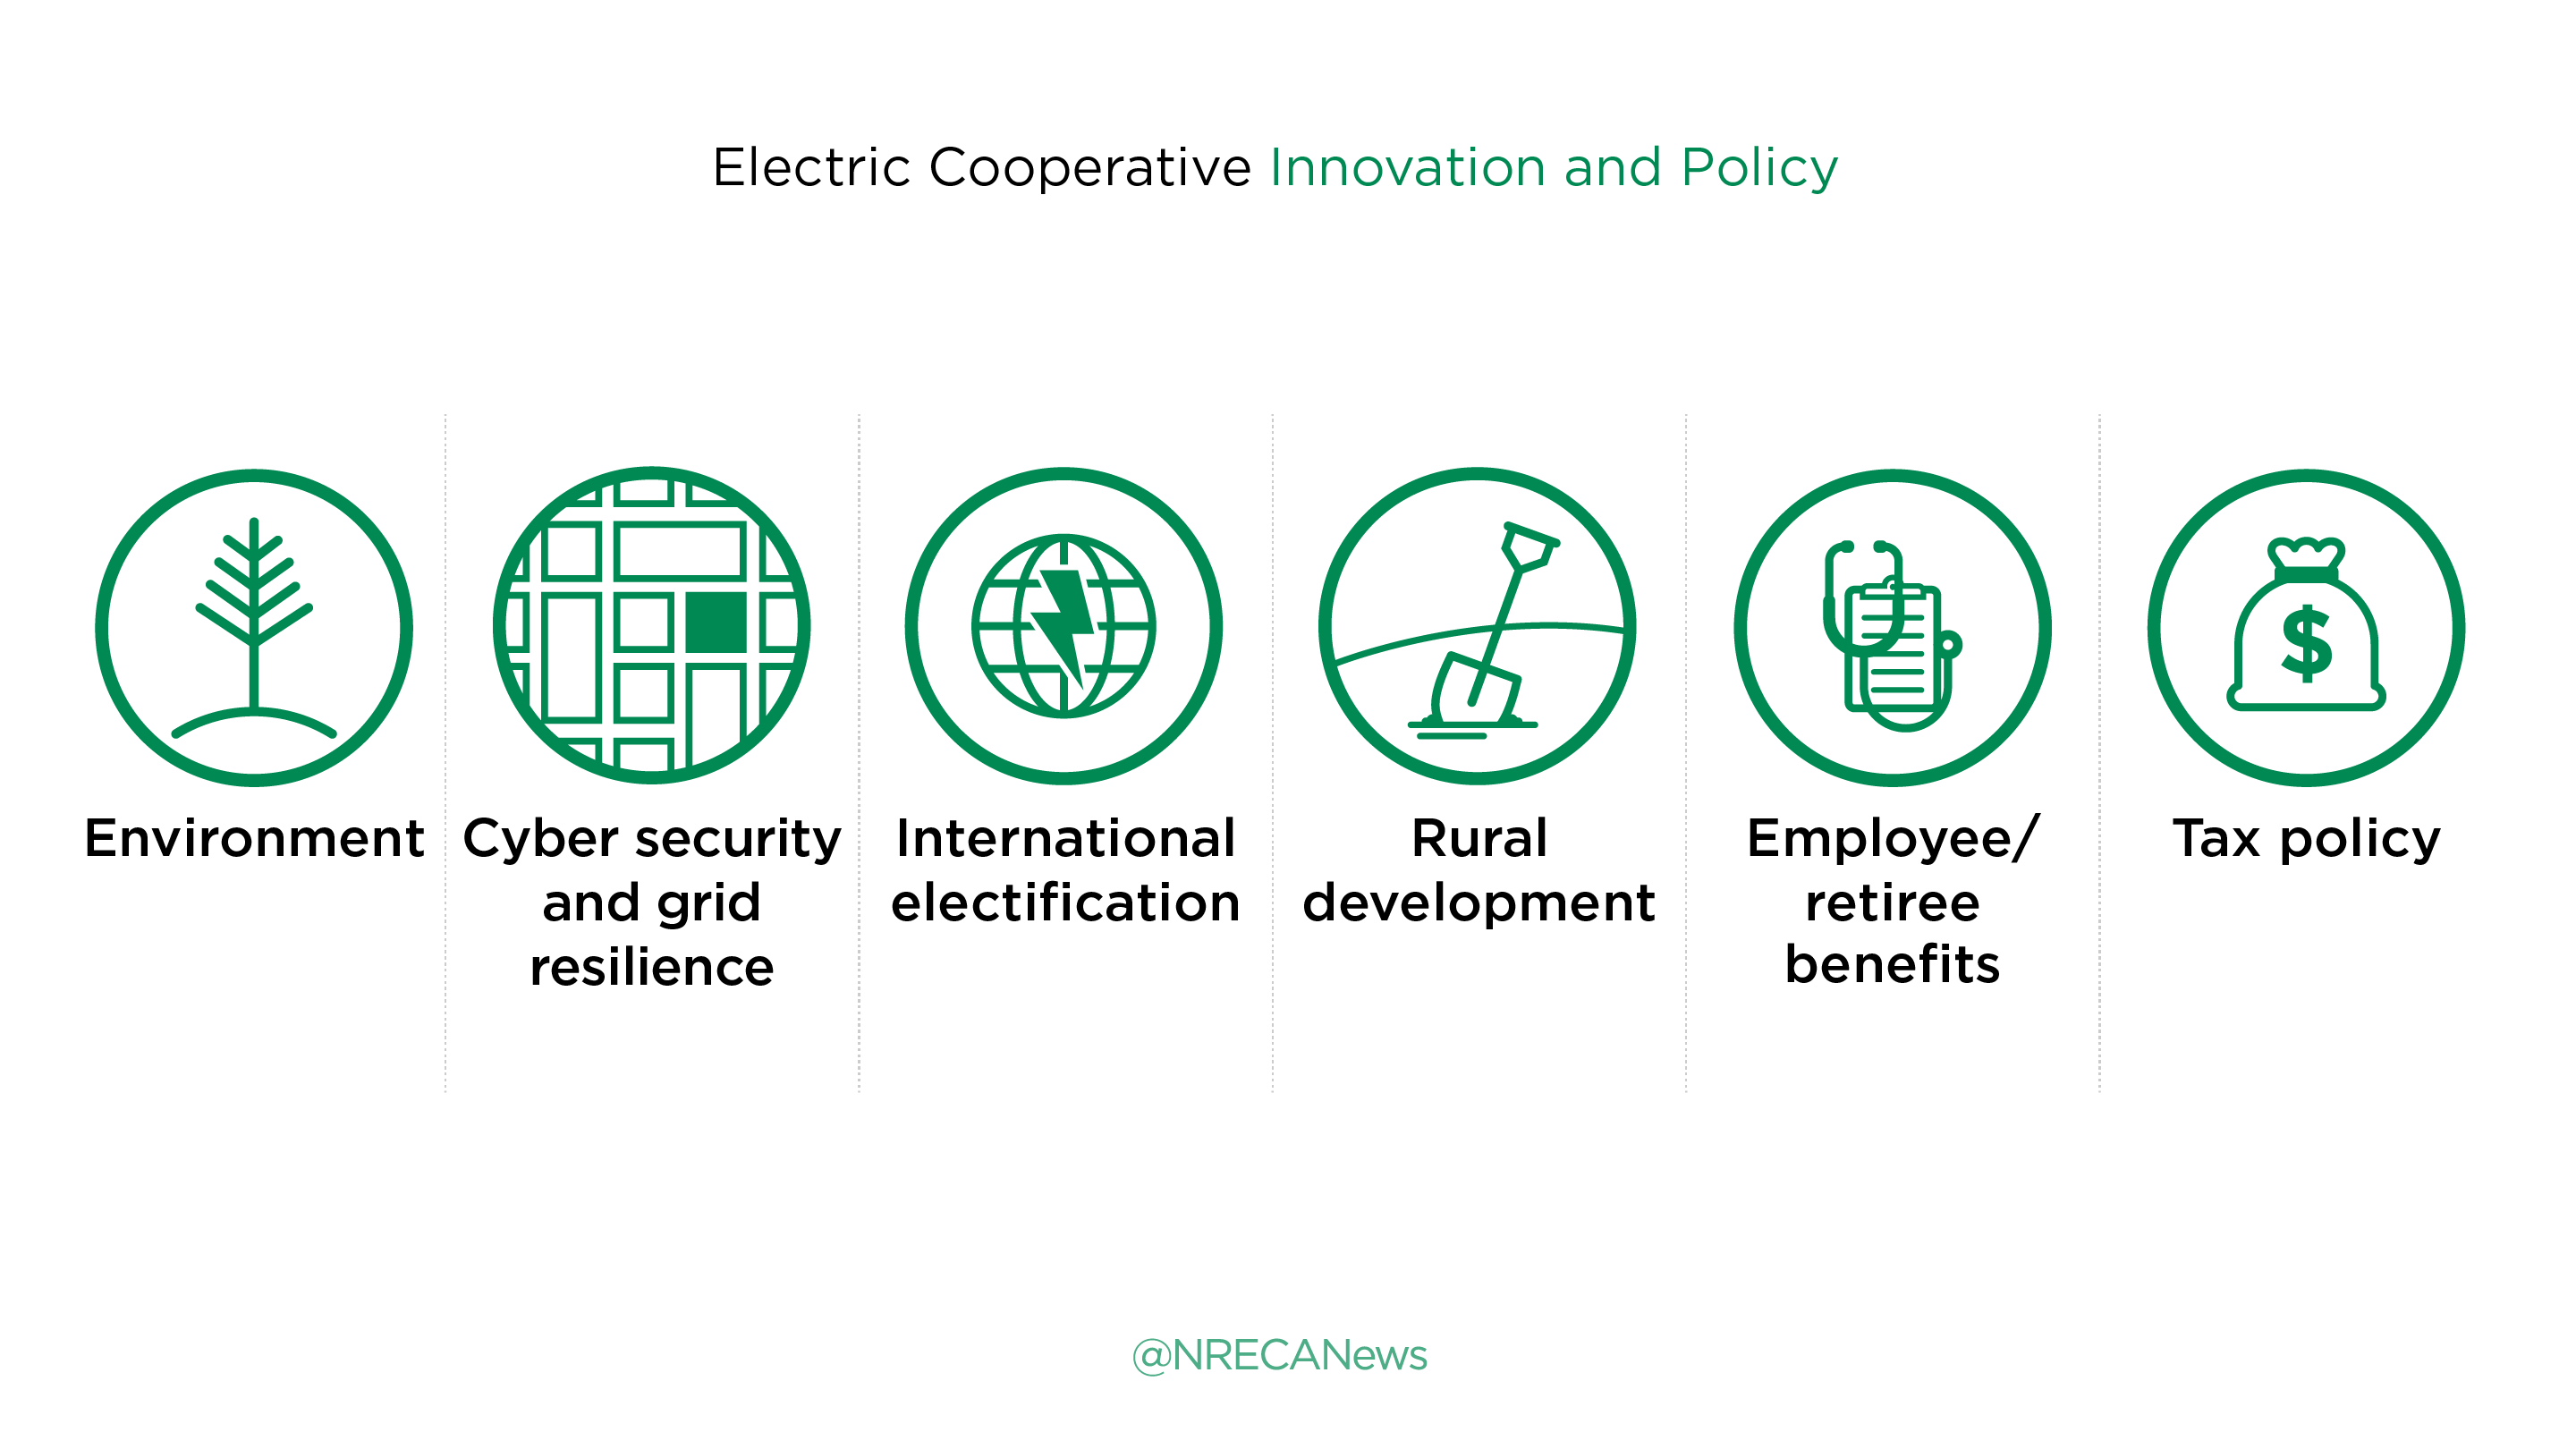 Electric Cooperative Innovation and Policy
Environment
Cyber security
and grid
resilience
International
electification
Rural
development
Employee/
retiree
benefits
Tax policy
$
@NRECANews